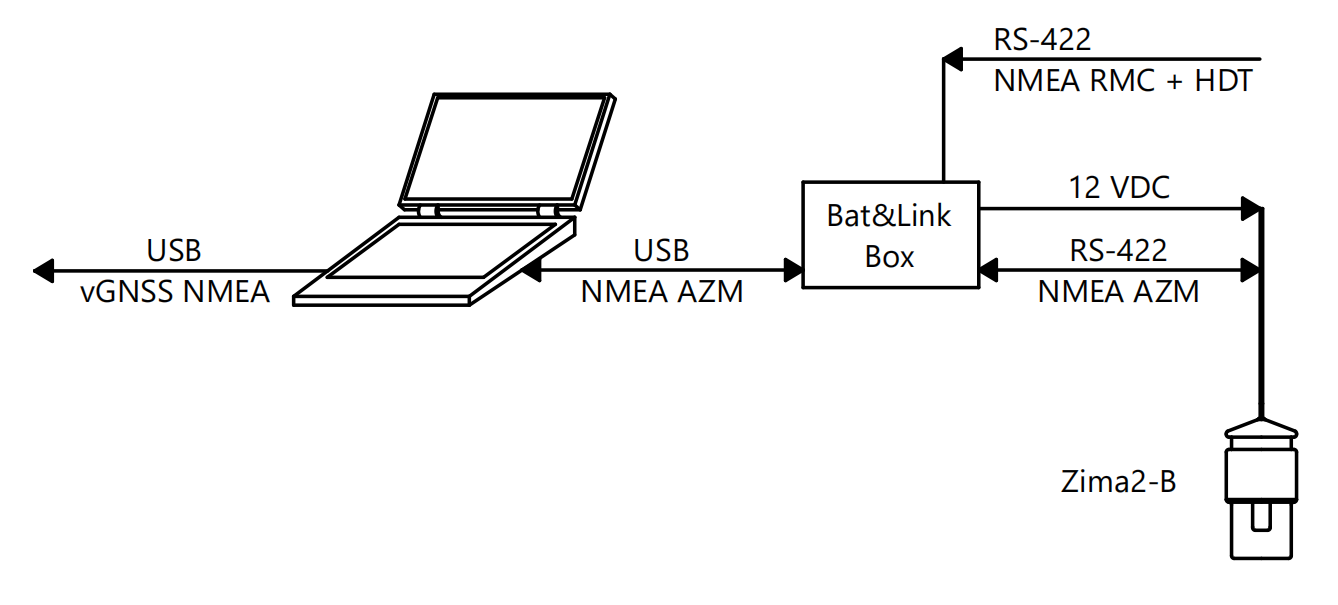 RS-422
NMEA RMC + HDT
12 VDC
Bat&Link
Box
RS-422
NMEA AZM
USB
NMEA AZM
USB
vGNSS NMEA
Zima2-B